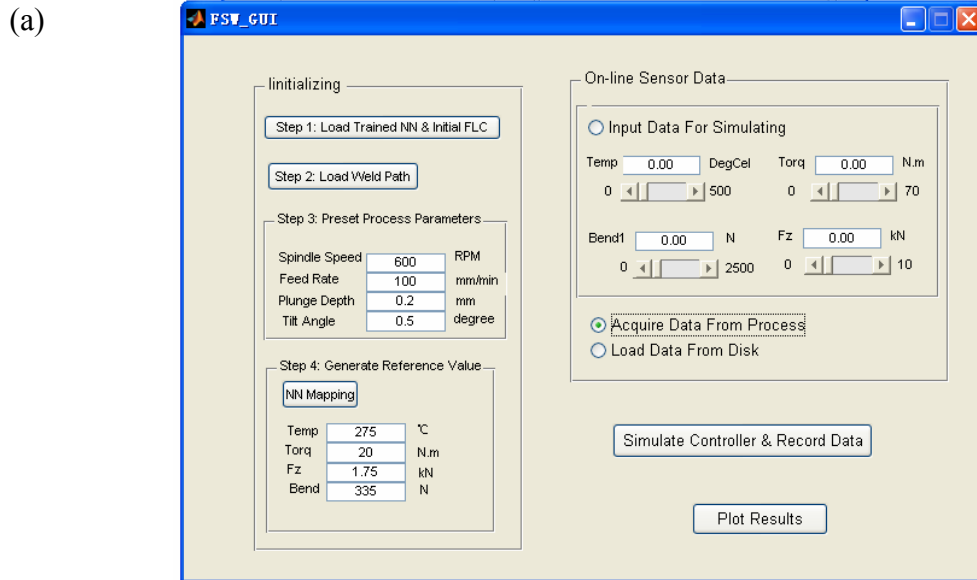 (a)
FSW_GUI
Iinitializing
Step 1: Load Trained NN & Initial FLC
Step 2: Load Weld Path
Step 3: Preset Process Parameters
Spindle Speed 600 RPM
Feed Rate 100 mm/min
Plunge Depth 0.2 mm
Tilt Angle 0.5 degree
Step 4: Generate Reference Value
NN Mapping
Temp 275 ℃
Torq 20 N.m
Fz 1.75 kN
Bend 335 N
On-line Sensor Data
Input Data For Simulating
Temp 0.00 DegCel Torq 0.00 N.m
0 500 0 70
Bend1 0.00 N Fz 0.00 kN
0 2500 0 10
Acquire Data From Process
Load Data From Disk
Simulate Controller & Record Data
Plot Results